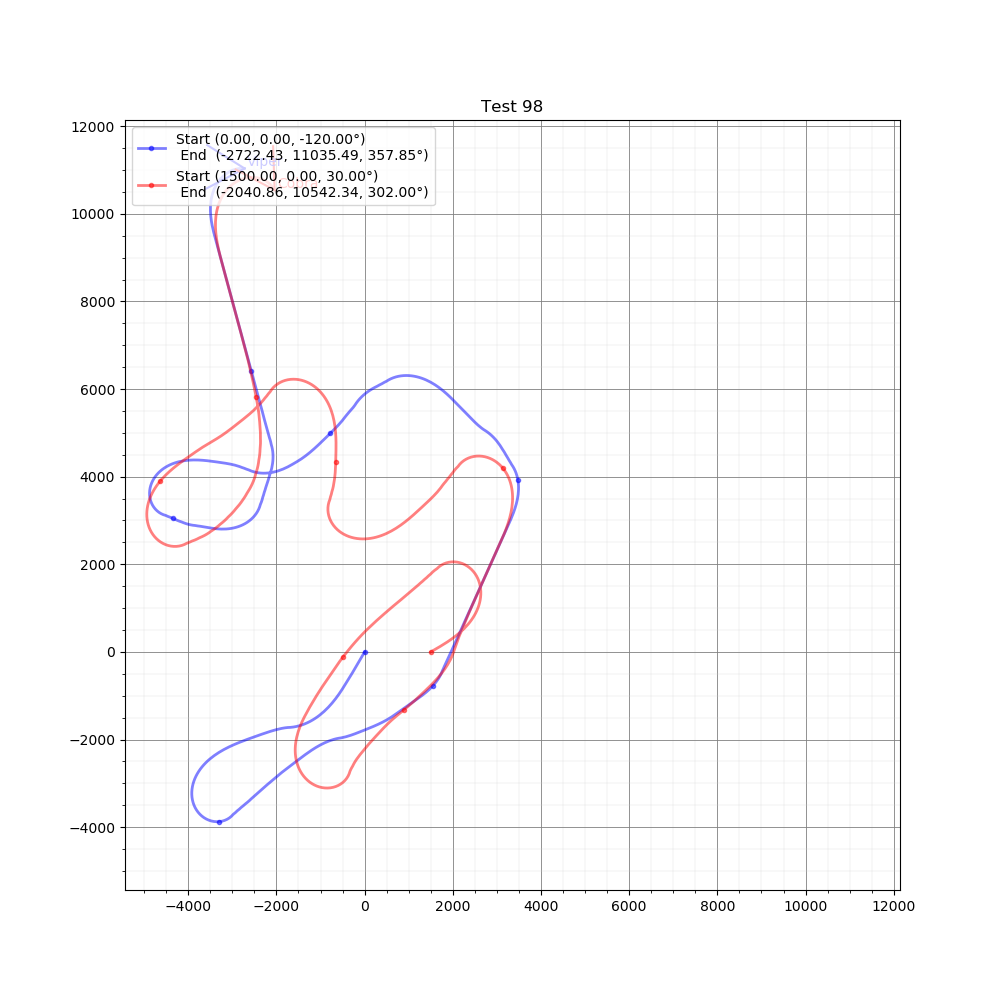 Test 98
Start (0.00, 0.00, -120.00°)
End (-2722.43, 11035.49, 357.85°)
Start (1500.00, 0.00, 30.00°)
End (-2040.86, 10542.34, 302.00°)
12000
10000
8000
6000
4000
2000
0
−2000
−4000
−4000 −2000 0 2000 4000 6000 8000 10000 12000